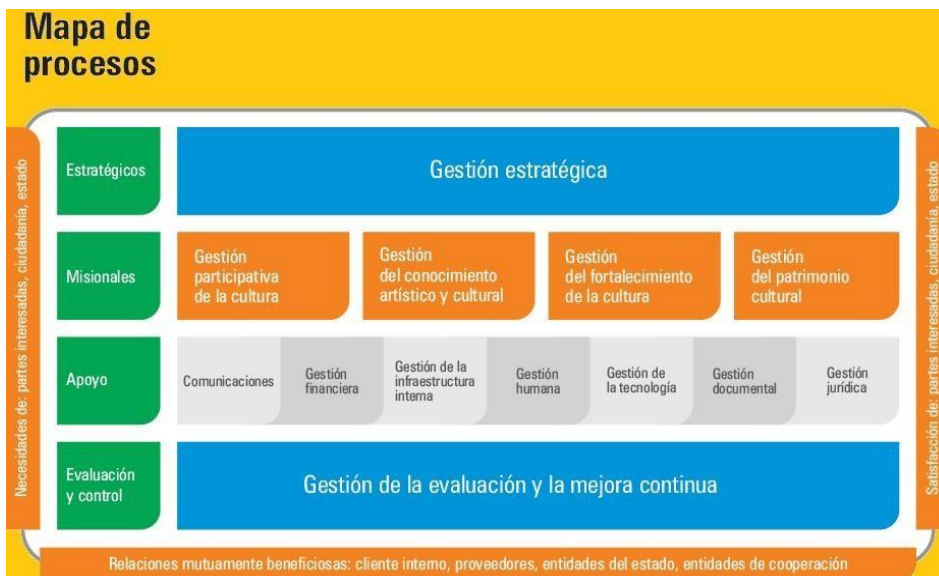 Mapa de
procesos
Necesidades de: partes interesadas, ciudadanía, estado
Estratégicos
Gestión estratégica
Misionales
Gestión
participativa
de la cultura
Gestión
del conocimiento
artístico y cultural
Gestión
del fortalecimiento
de la cultura
Gestión
del patrimonio
cultural
Apoyo
Comunicaciones
Gestión
financiera
Gestión de la
infraestructura
interna
Gestión
humana
Gestión de
la tecnología
Gestión
documental
Gestión
jurídica
Evaluación
y control
Gestión de la evaluación y la mejora continua
Satisfacción de: partes interesadas, ciudadanía, estado
Relaciones mutuamente beneficiosas: cliente interno, proveedores, entidades del estado, entidades de cooperación